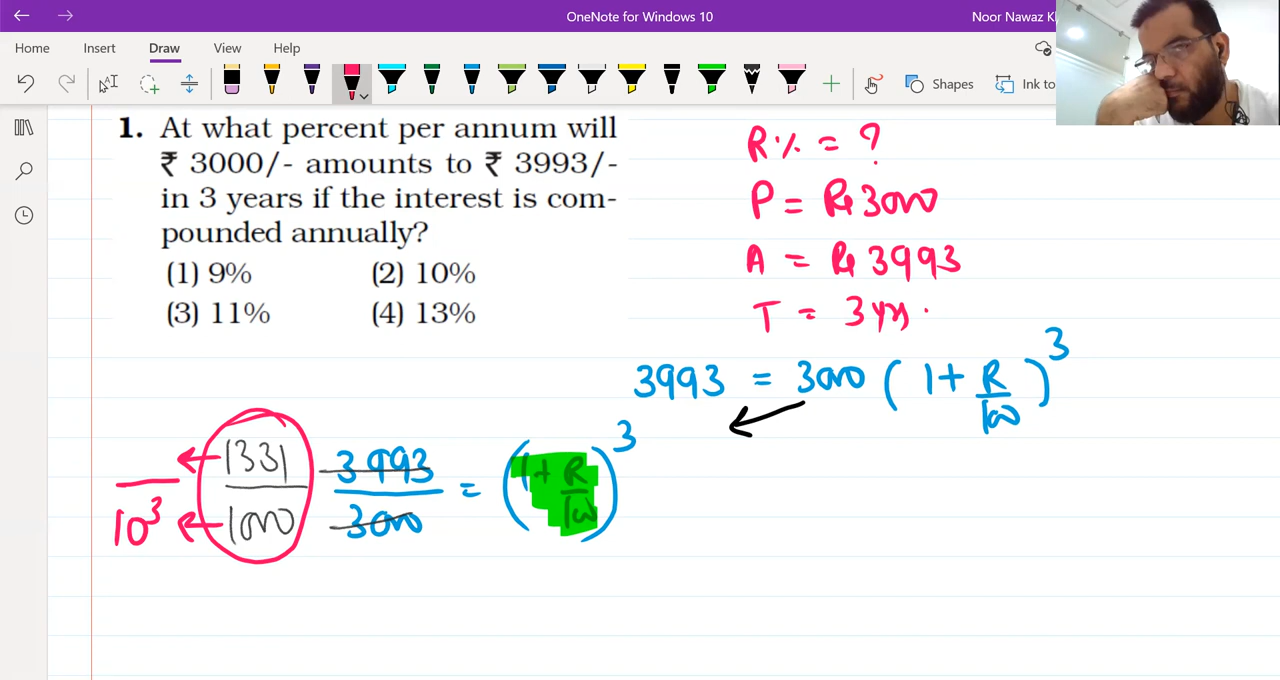 OneNote for Windows 10
Noor Nawaz Kh
Home Insert Draw View Help
Shapes Ink to
1. At what percent per annum will
₹ 3000/- amounts to ₹ 3993/-
in 3 years if the interest is com-
pounded annually?
(1) 9% (2) 10%
(3) 11% (4) 13%
R% = ?
P = Rs 3000
A = Rs 3993
T = 3 yrs.
3993 = 3000 ( 1 + R/100 )³
/10³ 1331/1000 3993/3000 = ( 1 + R/100 )³